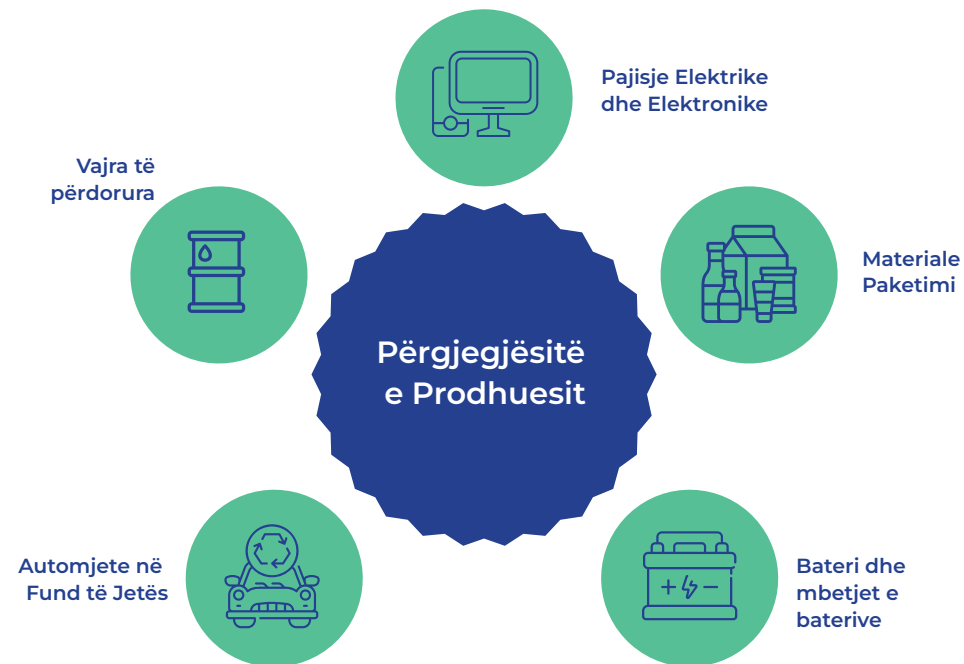 Pajisje Elektrike
dhe Elektronike
Vajra të
përdorura
Materiale
Paketimi
Përgjegjësitë
e Prodhuesit
Automjete në
Fund të Jetës
Bateri dhe
mbetjet e
baterive